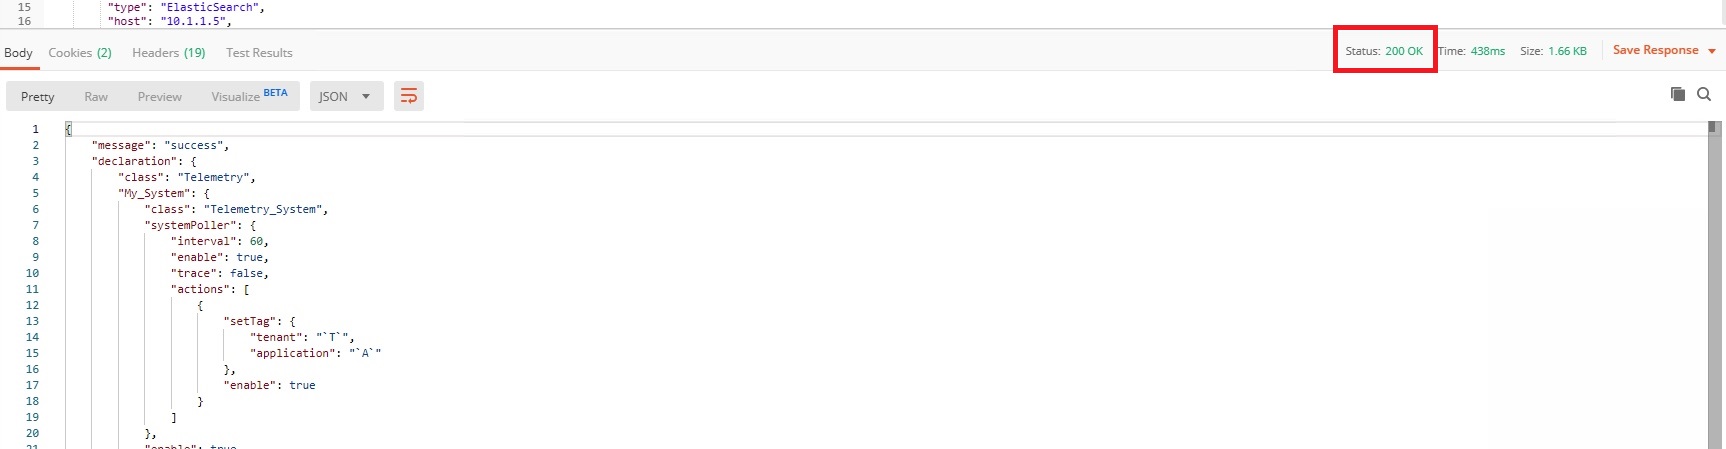 15 "type": "ElasticSearch",
16 "host": "10.1.1.5",
Body Cookies (2) Headers (19) Test Results Status: 200 OK Time: 438ms Size: 1.66 KB Save Response
Pretty Raw Preview Visualize BETA JSON
1 {
2 "message": "success",
3 "declaration": {
4 "class": "Telemetry",
5 "My_System": {
6 "class": "Telemetry_System",
7 "systemPoller": {
8 "interval": 60,
9 "enable": true,
10 "trace": false,
11 "actions": [
12 {
13 "setTag": {
14 "tenant": "`T`",
15 "application": "`A`"
16 },
17 "enable": true
18 }
19 ]
20 },
21 "enable": true